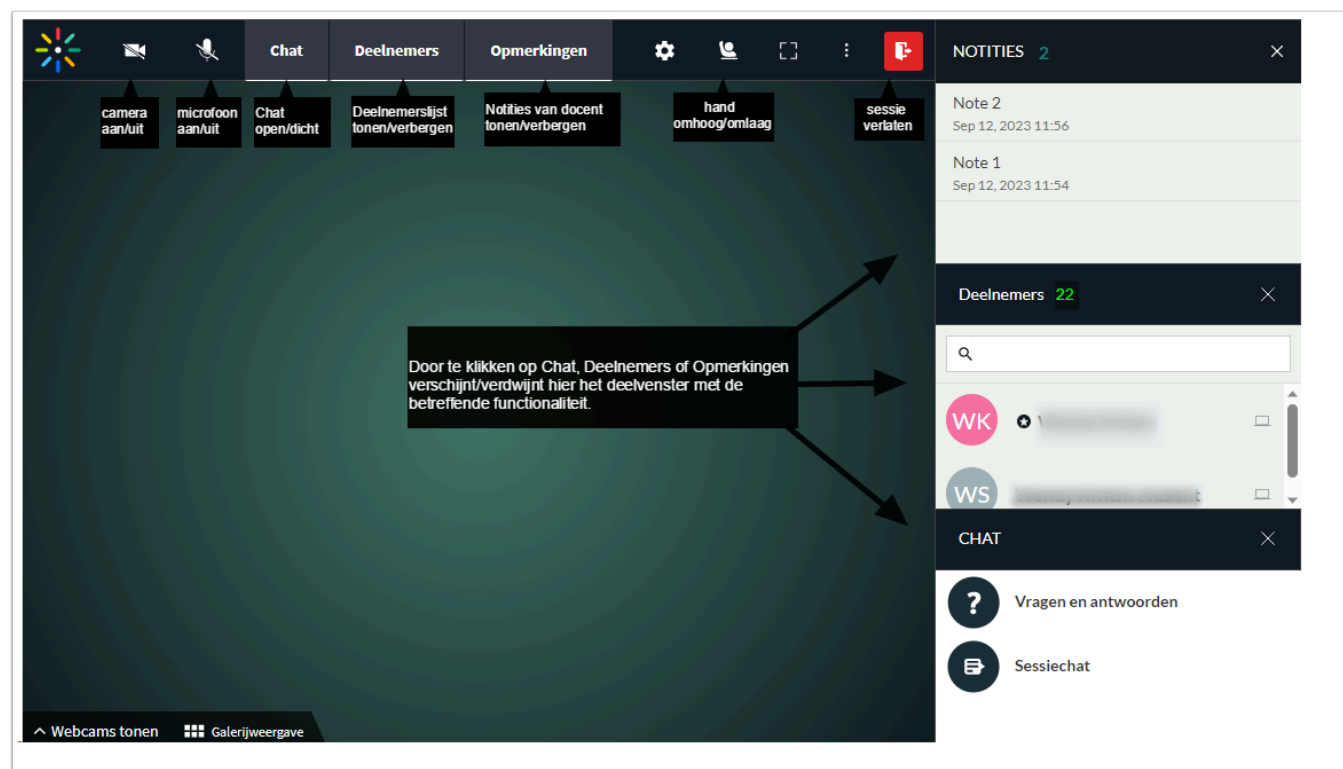 Chat
Deelnemers
Opmerkingen
camera
aan/uit
microfoon
aan/uit
Chat
open/dicht
Deelnemerslijst
tonen/verbergen
Notities van docent
tonen/verbergen
hand
omhoog/omlaag
sessie
verlaten
Door te klikken op Chat, Deelnemers of Opmerkingen
verschijnt/verdwijnt hier het deelvenster met de
betreffende functionaliteit.
Webcams tonen
Galerijweergave
NOTITIES 2
Note 2
Sep 12, 2023 11:56
Note 1
Sep 12, 2023 11:54
Deelnemers 22
WK
WS
CHAT
?
Vragen en antwoorden
Sessiechat